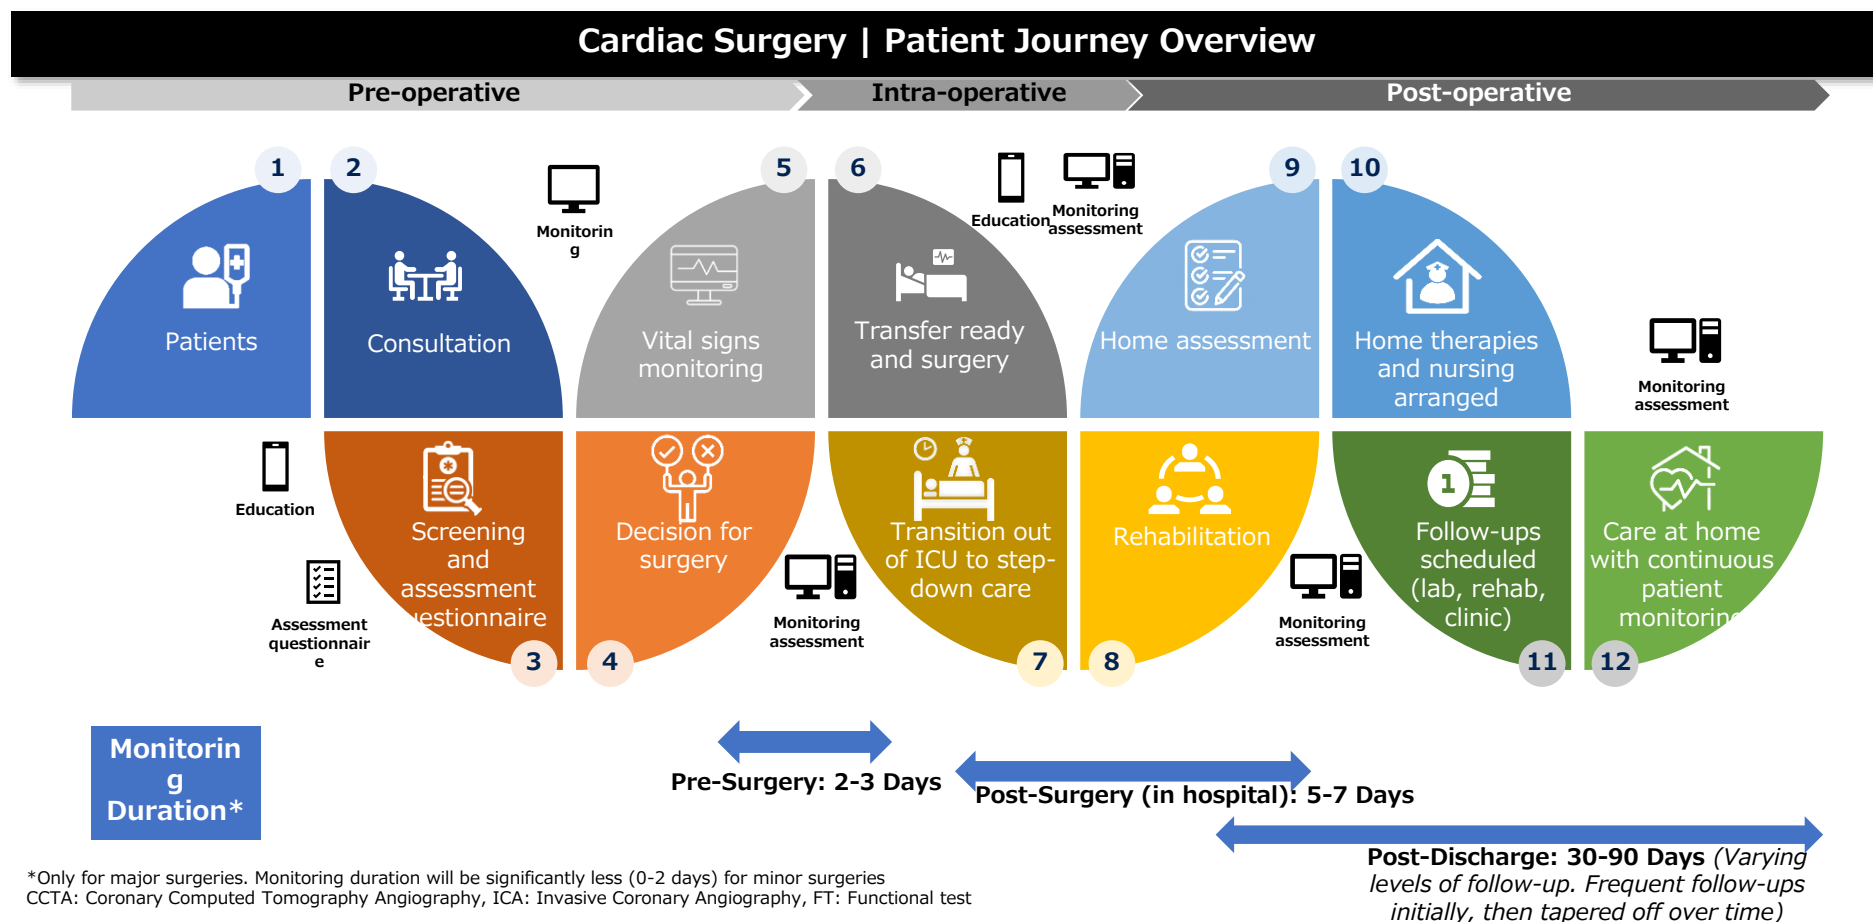 Cardiac Surgery | Patient Journey Overview
Pre-operative
Intra-operative
Post-operative
1
2
5
6
9
10
Monitorin
g
Education
Monitoring
assessment
Patients
Consultation
Vital signs
monitoring
Transfer ready
and surgery
Home assessment
Home therapies
and nursing
arranged
Monitoring
assessment
Education
Assessment
questionnair
e
Screening
and
assessment
uestionnaire
Decision for
surgery
Monitoring
assessment
Transition out
of ICU to step-
down care
Rehabilitation
Monitoring
assessment
1
Follow-ups
scheduled
(lab, rehab,
clinic)
Care at home
with continuous
patient
monitoring
3
4
7
8
11
12
Monitorin
g
Duration*
Pre-Surgery: 2-3 Days
Post-Surgery (in hospital): 5-7 Days
Post-Discharge: 30-90 Days (Varying
levels of follow-up. Frequent follow-ups
initially, then tapered off over time)
*Only for major surgeries. Monitoring duration will be significantly less (0-2 days) for minor surgeries
CCTA: Coronary Computed Tomography Angiography, ICA: Invasive Coronary Angiography, FT: Functional test